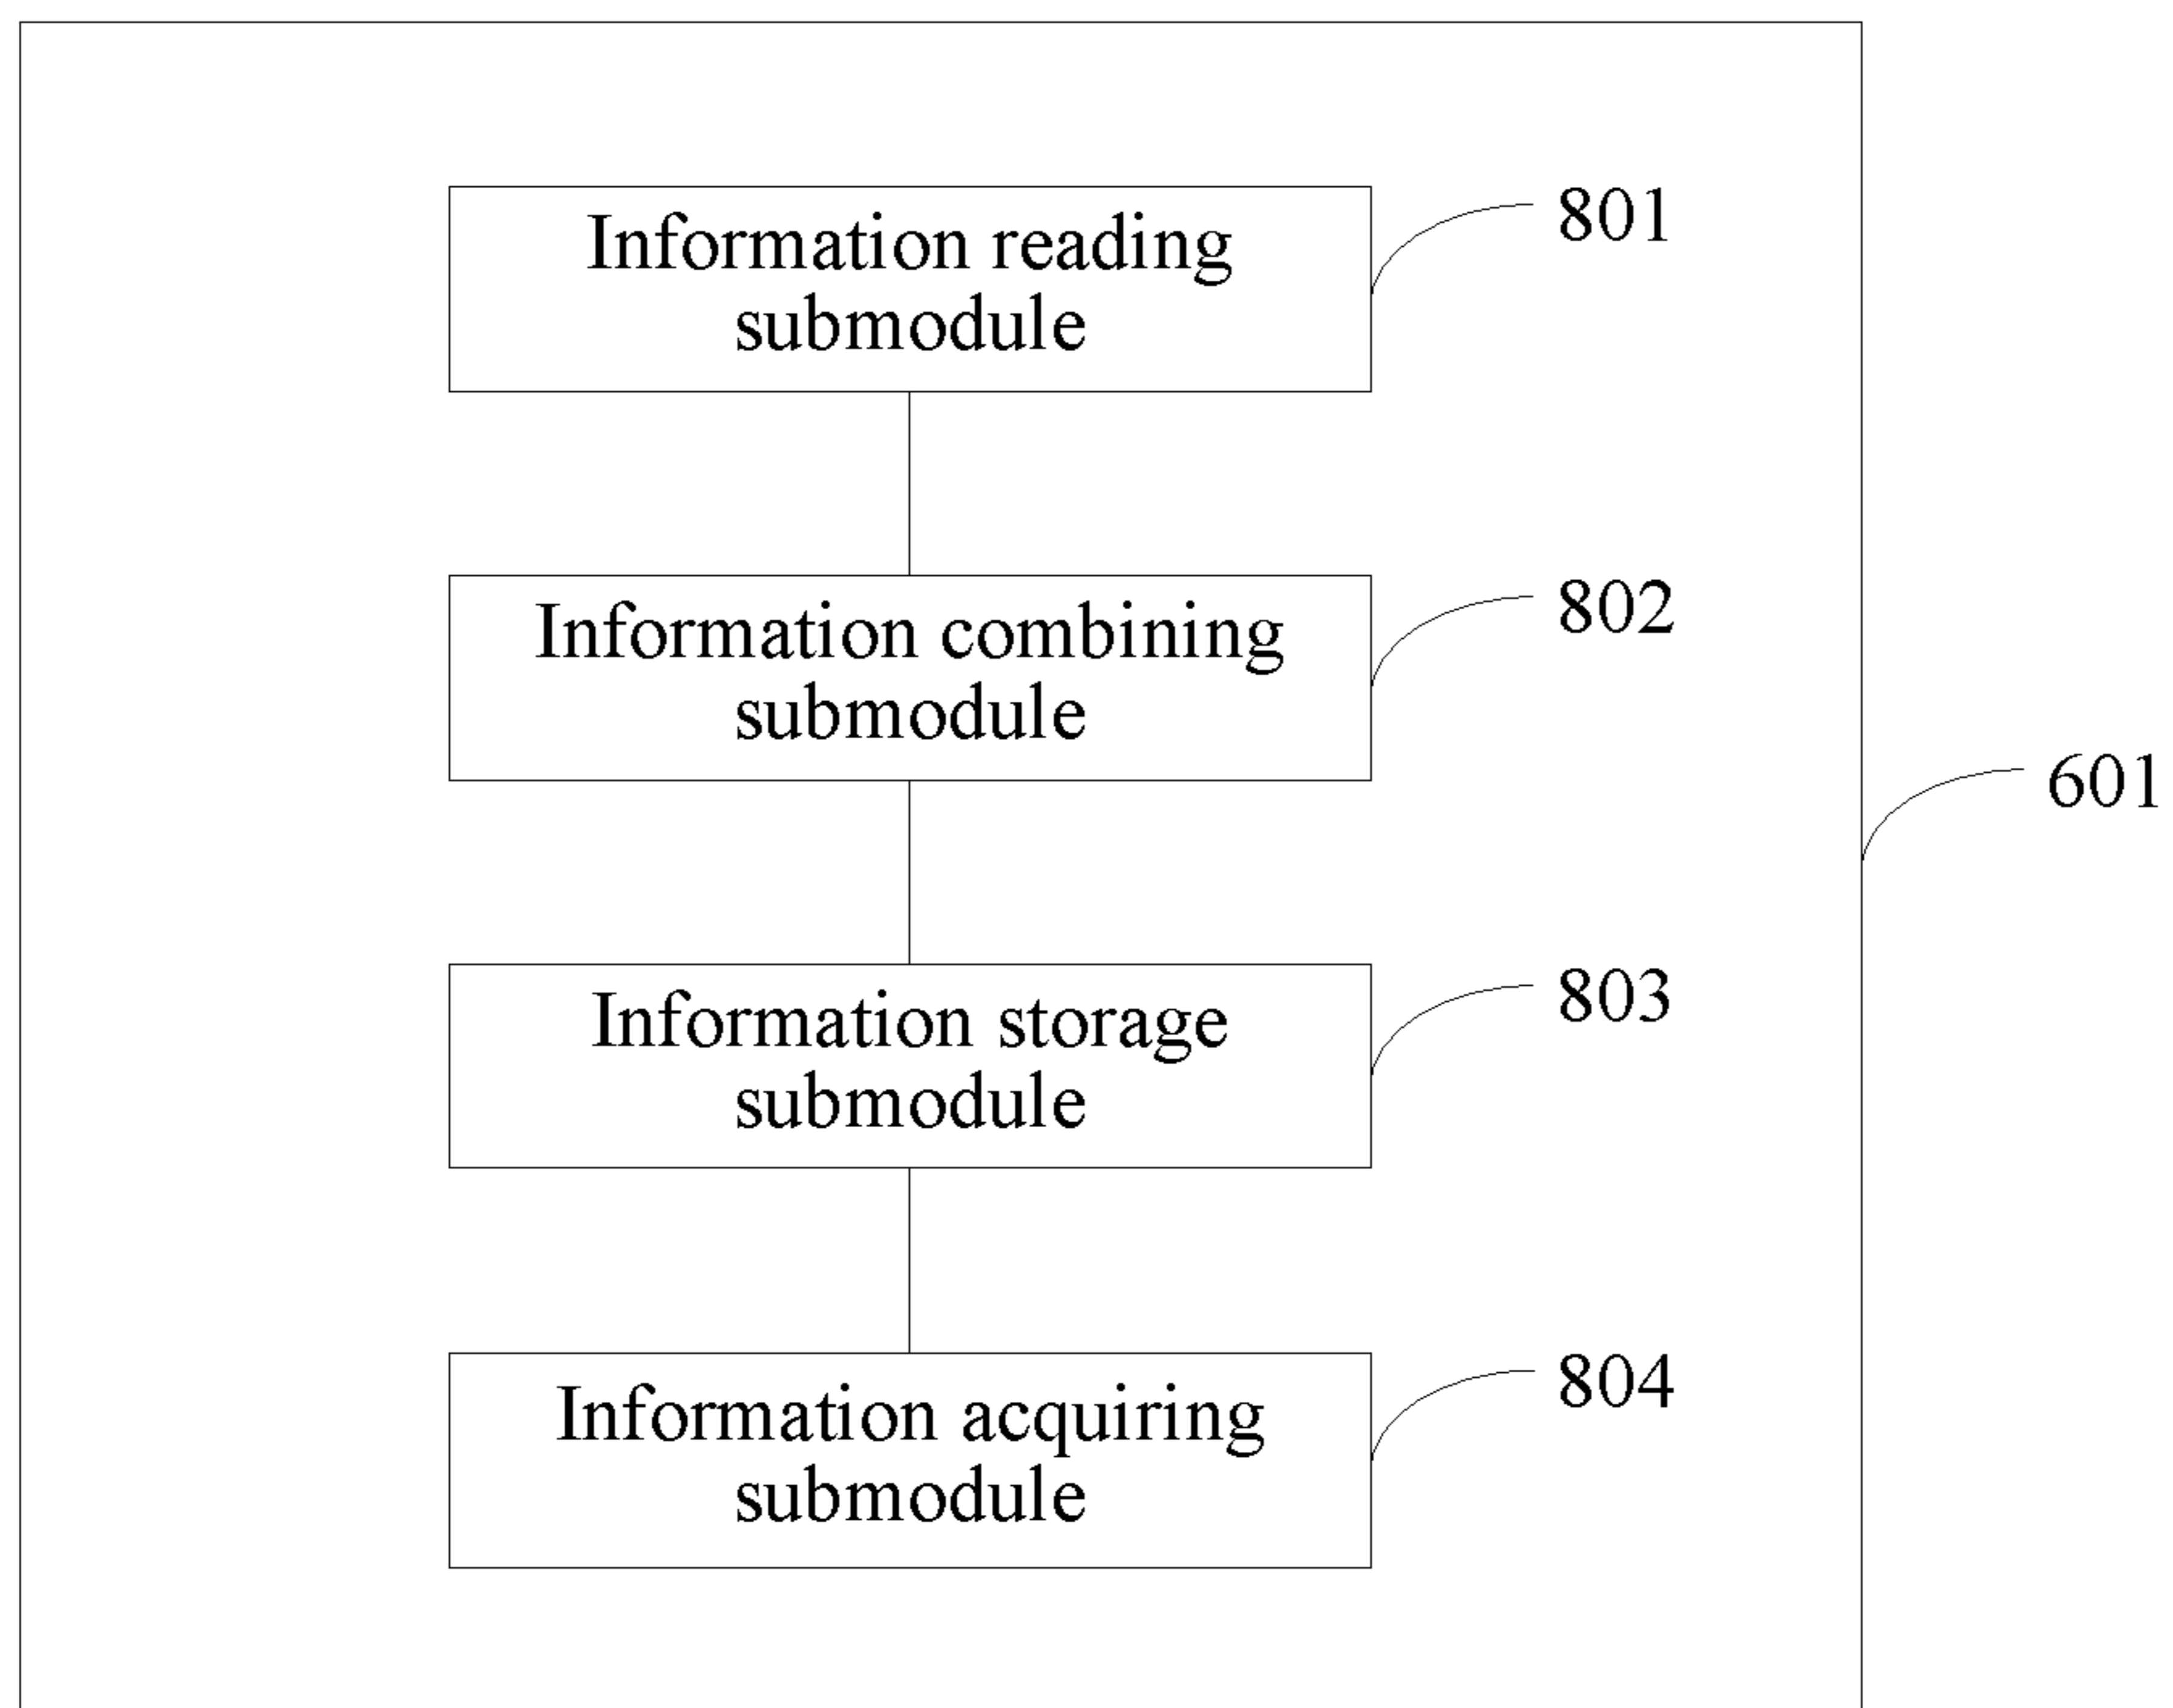 Information reading
submodule
801
Information combining
submodule
802
601
Information storage
submodule
803
Information acquiring
submodule
804